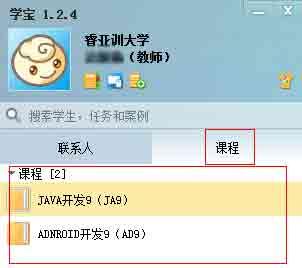 学宝 1.2.4
睿亚训大学
（教师）
搜索学生，任务和案例
联系人
课程
课程 [2]
JAVA开发9（JA9）
ADNROID开发9（AD9）